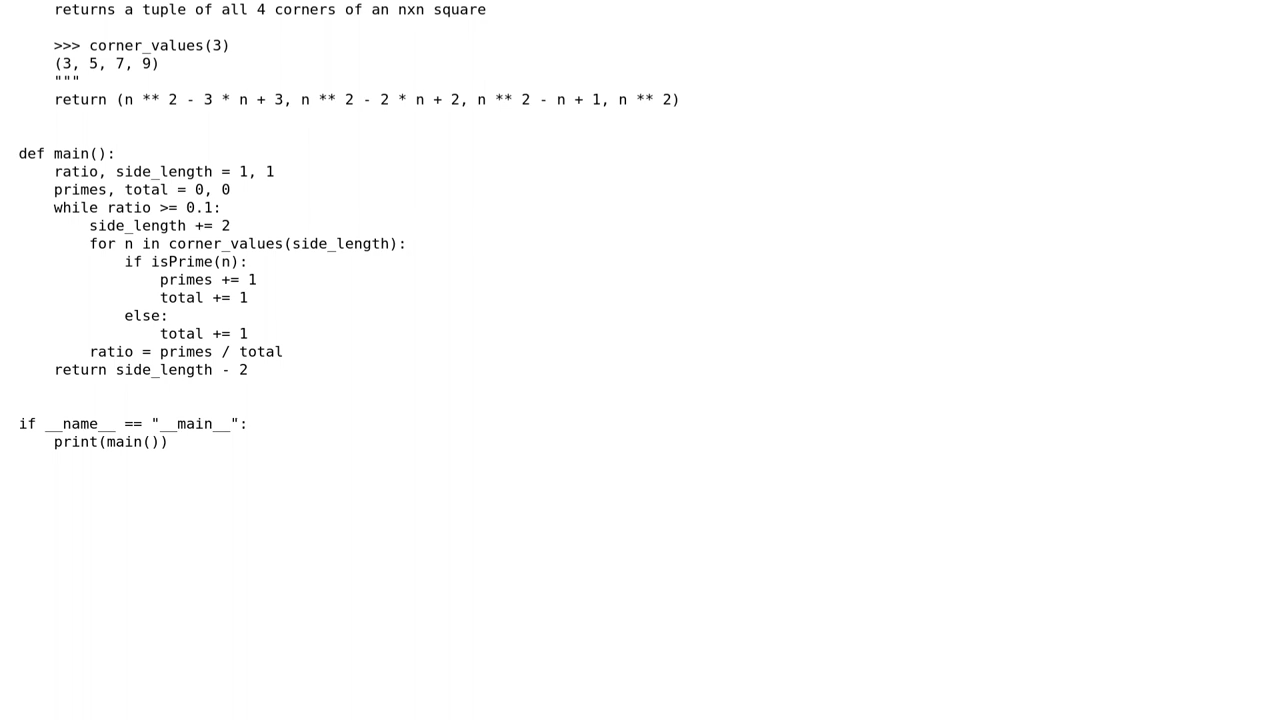 returns a tuple of all 4 corners of an nxn square

    >>> corner_values(3)
    (3, 5, 7, 9)
    """
    return (n ** 2 - 3 * n + 3, n ** 2 - 2 * n + 2, n ** 2 - n + 1, n ** 2)


def main():
    ratio, side_length = 1, 1
    primes, total = 0, 0
    while ratio >= 0.1:
        side_length += 2
        for n in corner_values(side_length):
            if isPrime(n):
                primes += 1
                total += 1
            else:
                total += 1
        ratio = primes / total
    return side_length - 2


if __name__ == "__main__":
    print(main())